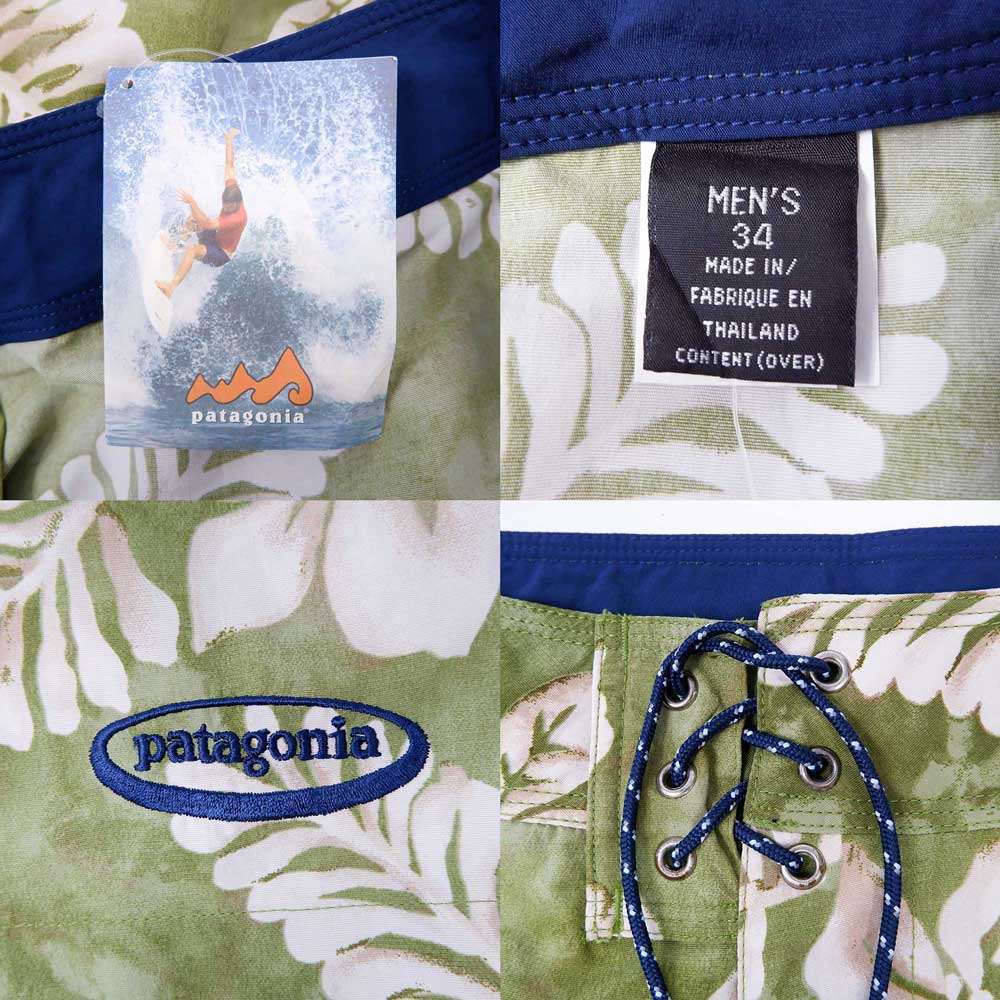 patagonia
MEN'S
34
MADE IN/
FABRIQUE EN
THAILAND
CONTENT (OVER)
patagonia